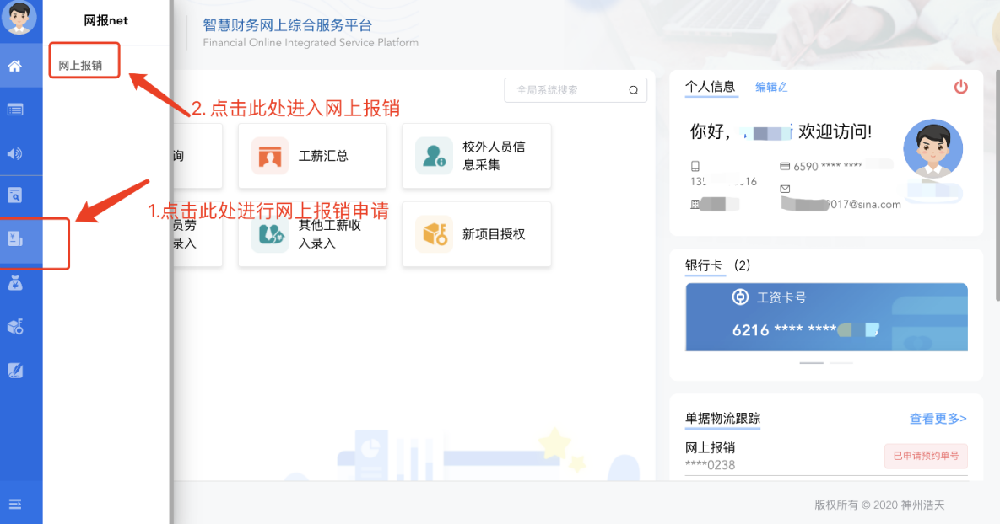 网报net
网上报销
智慧财务网上综合服务平台
Financial Online Integrated Service Platform
全局系统搜索
2. 点击此处进入网上报销
询
工薪汇总
校外人员信
息采集
1.点击此处进行网上报销申请
员劳
录入
其他工薪收
入录入
新项目授权
个人信息
编辑
你好,
欢迎访问!
6590 **** ****
135
16
2017@sina.com
银行卡 (2)
工资卡号
6216 **** ****
单据物流跟踪
查看更多>
网上报销
****0238
已申请预约单号
版权所有 © 2020 神州浩天